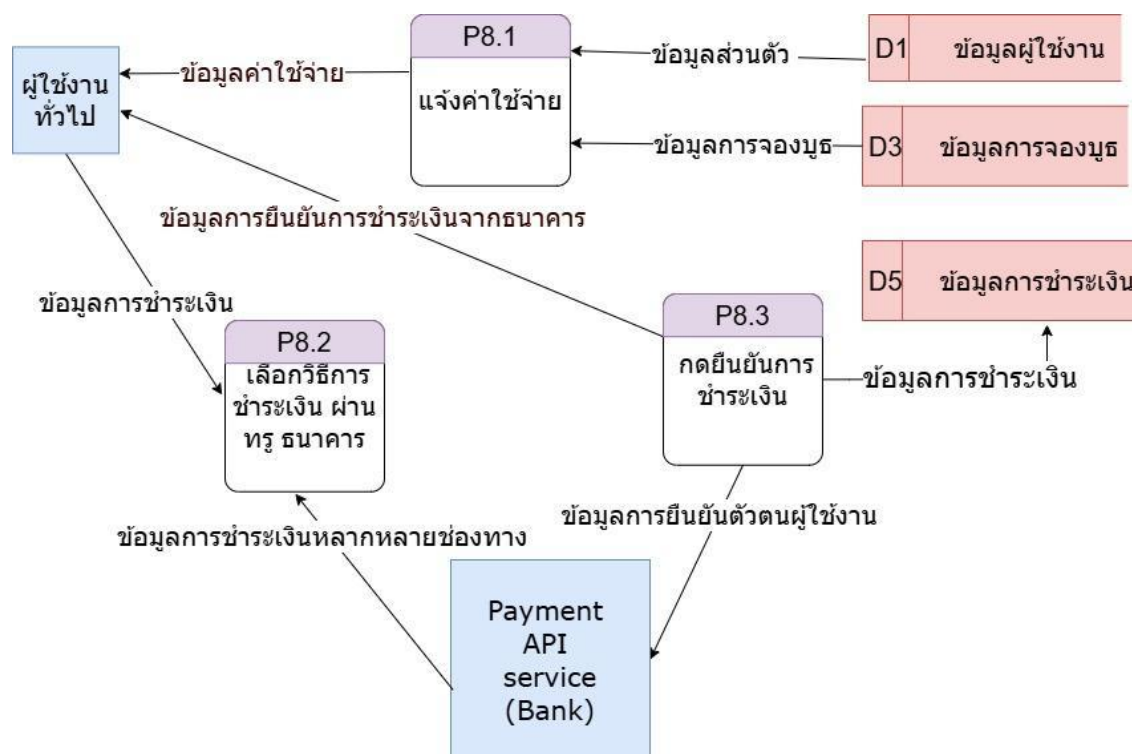 P8.1
ข้อมูลส่วนตัว
D1
ข้อมูลผู้ใช้งาน
ผู้ใช้งาน
ทั่วไป
ข้อมูลค่าใช้จ่าย
แจ้งค่าใช้จ่าย
ข้อมูลการจองบูธ
D3
ข้อมูลการจองบูธ
ข้อมูลการยืนยันการชำระเงินจากธนาคาร
D5
ข้อมูลการชำระเงิน
ข้อมูลการชำระเงิน
P8.2
เลือกวิธีการ
ชำระเงิน ผ่าน
ทรู ธนาคาร
P8.3
กดยืนยันการ
ชำระเงิน
ข้อมูลการชำระเงิน
ข้อมูลการยืนยันตัวตนผู้ใช้งาน
ข้อมูลการชำระเงินหลากหลายช่องทาง
Payment
API
service
(Bank)